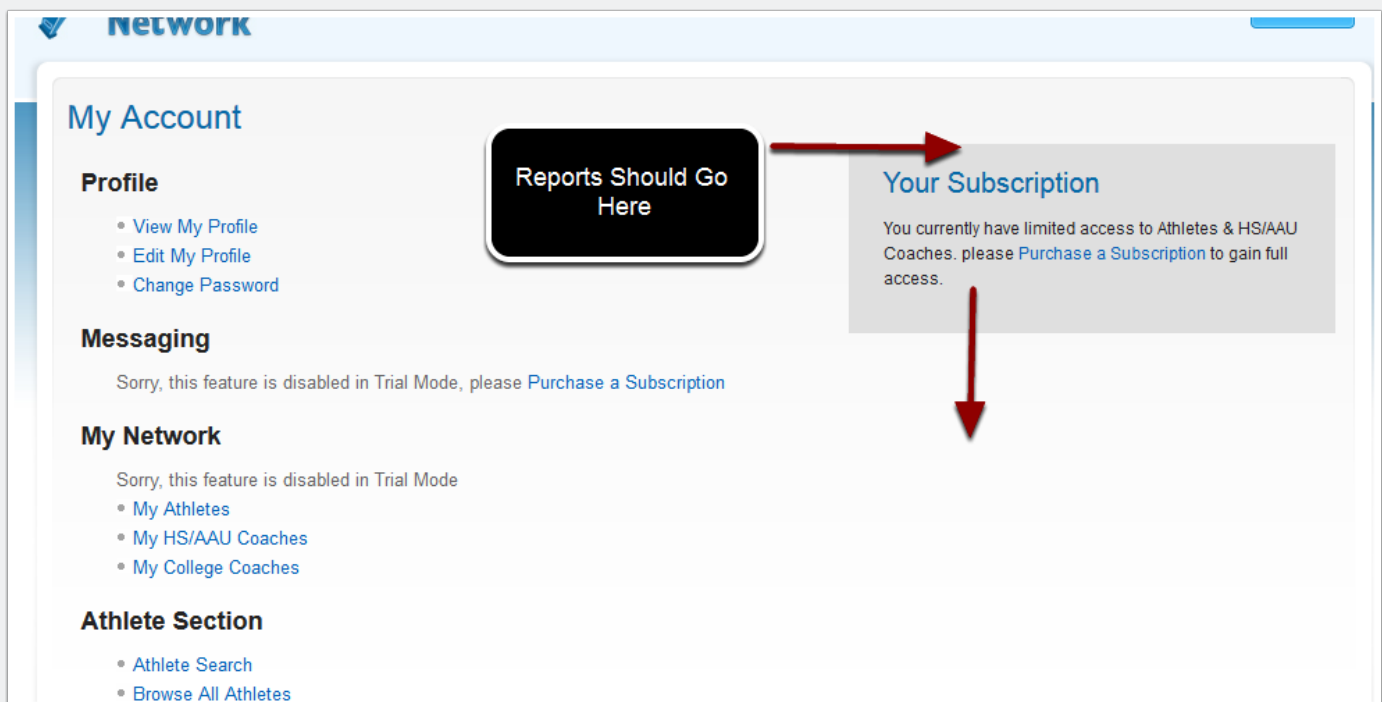 Network
My Account
Profile
View My Profile
Edit My Profile
Change Password
Messaging
Sorry, this feature is disabled in Trial Mode, please Purchase a Subscription
My Network
Sorry, this feature is disabled in Trial Mode
My Athletes
My HS/AAU Coaches
My College Coaches
Athlete Section
Athlete Search
Browse All Athletes
Reports Should Go
Here
Your Subscription
You currently have limited access to Athletes & HS/AAU
Coaches. please Purchase a Subscription to gain full
access.